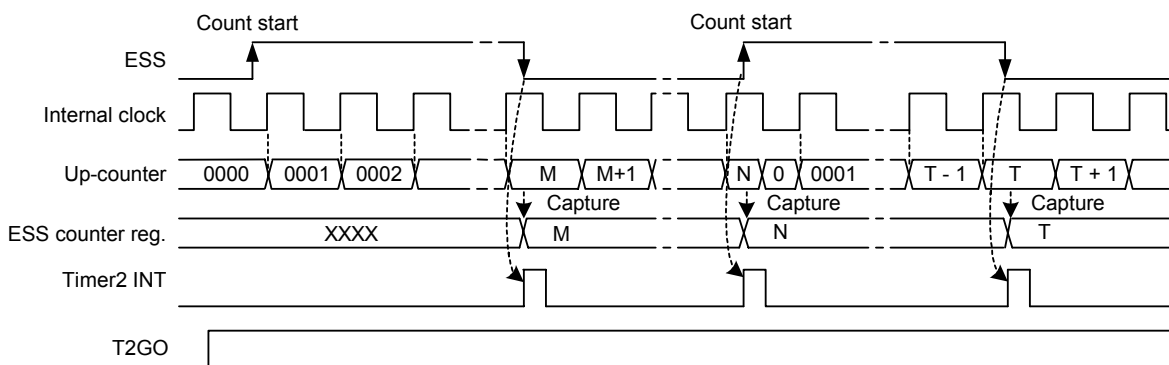 Count start Count start
ESS
Internal clock
Up-counter 0000 0001 0002 M M+1 N 0 0001 T - 1 T T + 1
Capture Capture Capture
ESS counter reg. XXXX M N T
Timer2 INT
T2GO